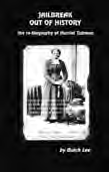 JAILBREAK
OUT OF HISTORY
the re-biography of Harriet Tubman
by Butch Lee